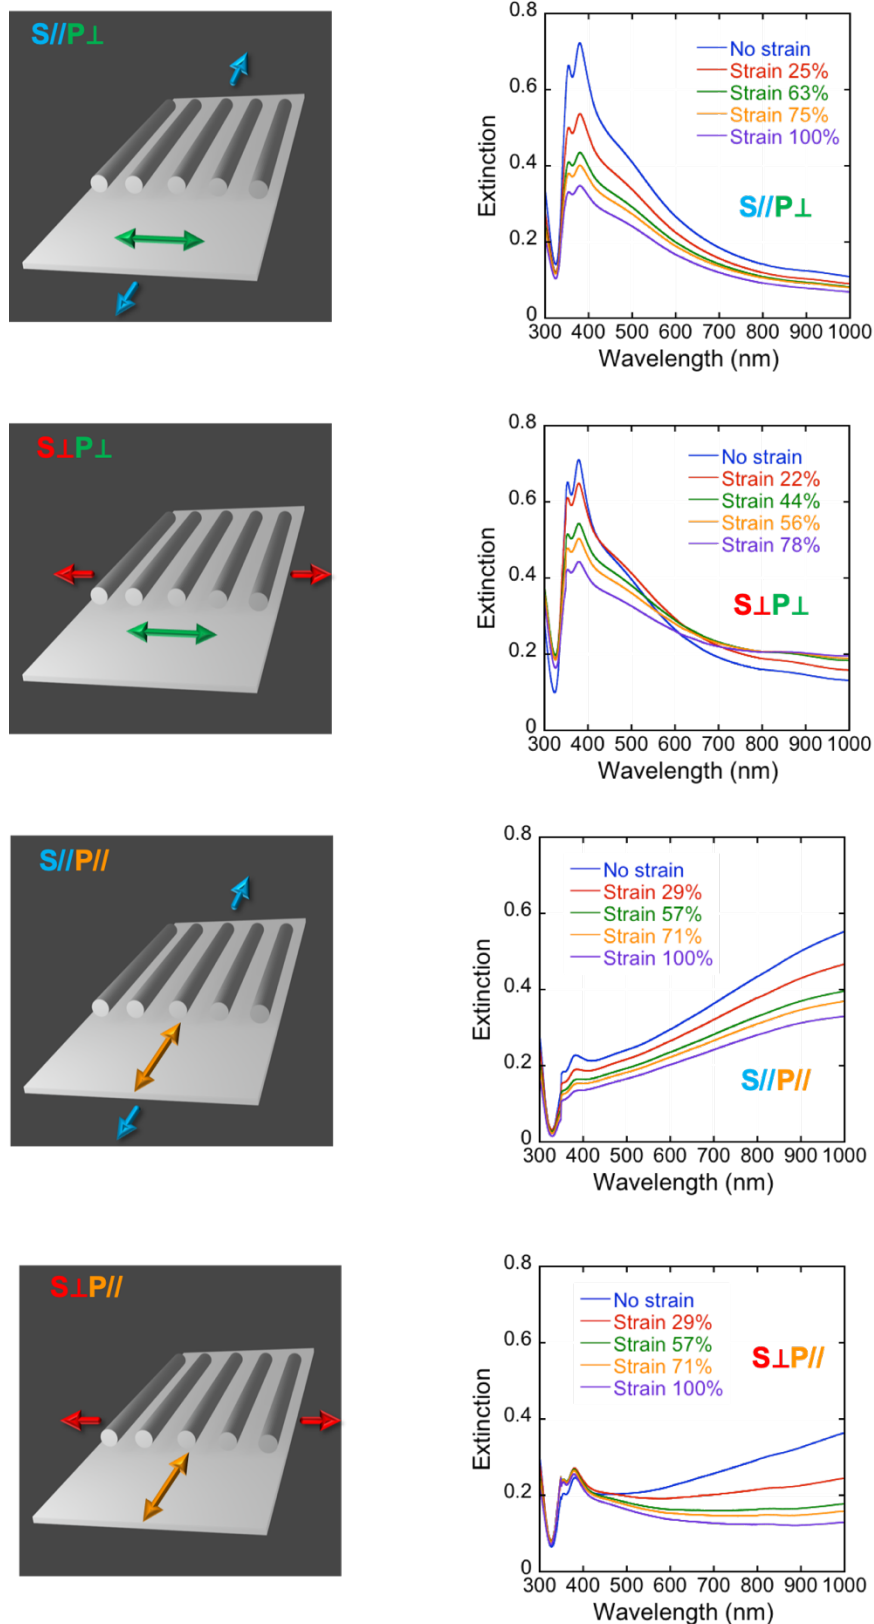 S//P⊥
0.8
0.6
0.4
0.2
0
Extinction
No strain
Strain 25%
Strain 63%
Strain 75%
Strain 100%
S//P⊥
300 400 500 600 700 800 900 1000
Wavelength (nm)
S⊥P⊥
0.8
0.6
0.4
0.2
0
Extinction
No strain
Strain 22%
Strain 44%
Strain 56%
Strain 78%
S⊥P⊥
300 400 500 600 700 800 900 1000
Wavelength (nm)
S//P//
0.8
0.6
0.4
0.2
0
Extinction
No strain
Strain 29%
Strain 57%
Strain 71%
Strain 100%
S//P//
300 400 500 600 700 800 900 1000
Wavelength (nm)
S⊥P//
0.8
0.6
0.4
0.2
0
Extinction
No strain
Strain 29%
Strain 57%
Strain 71%
Strain 100%
S⊥P//
300 400 500 600 700 800 900 1000
Wavelength (nm)